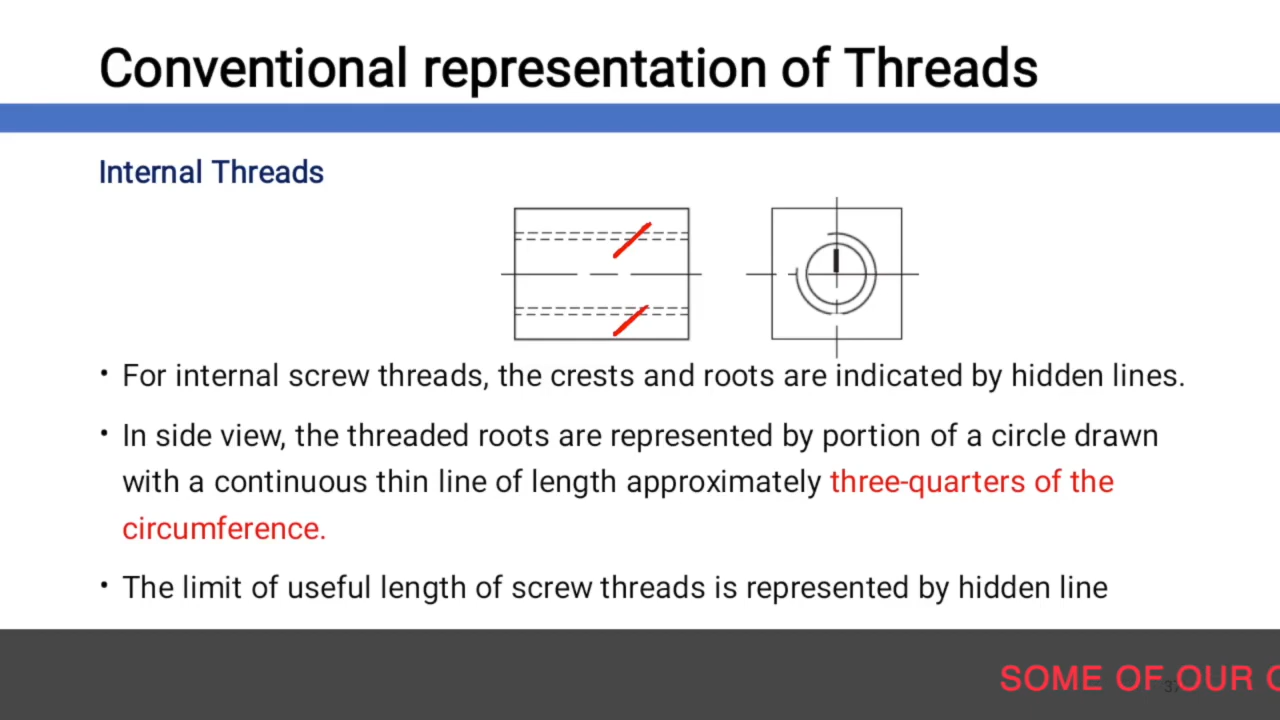 Conventional representation of Threads
Internal Threads
• For internal screw threads, the crests and roots are indicated by hidden lines.
• In side view, the threaded roots are represented by portion of a circle drawn
with a continuous thin line of length approximately three-quarters of the
circumference.
• The limit of useful length of screw threads is represented by hidden line
SOME OF OUR
37